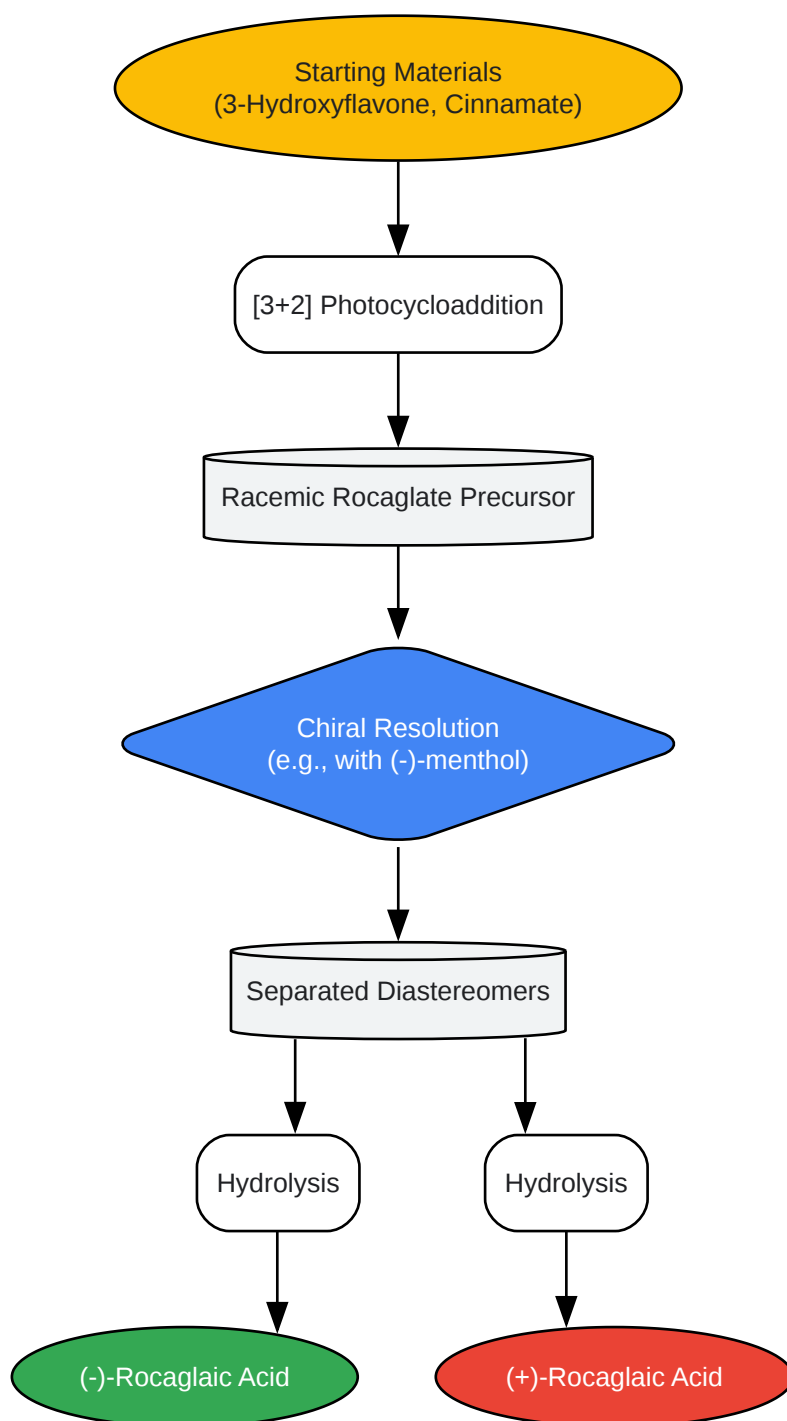 Starting Materials
(3-Hydroxyflavone, Cinnamate)
[3+2] Photocycloaddition
Racemic Rocaglate Precursor
Chiral Resolution
(e.g., with (-)-menthol)
Separated Diastereomers
Hydrolysis
Hydrolysis
(-)-Rocaglaic Acid
(+)-Rocaglaic Acid